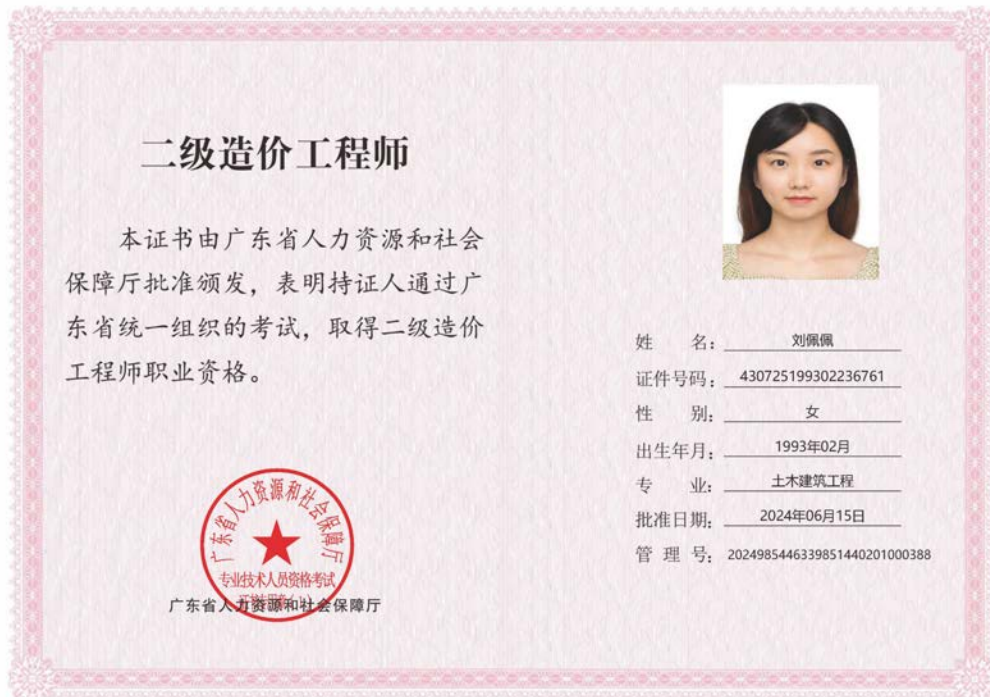 二级造价工程师
本证书由广东省人力资源和社会
保障厅批准颁发，表明持证人通过广
东省统一组织的考试，取得二级造价
工程师职业资格。
广东省人力资源和社会保障厅
专业技术人员资格考试
广东省人力资源和社会保障厅
姓 名：刘佩佩
证件号码：430725199302236761
性 别：女
出生年月：1993年02月
专 业：土木建筑工程
批准日期：2024年06月15日
管 理 号：2024985446339851440201000388